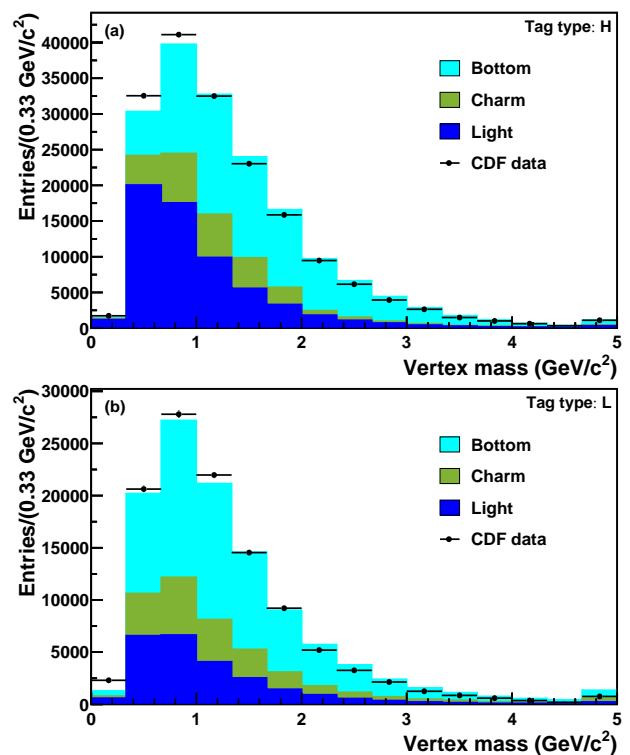 (a)
Tag type: H
Entries/(0.33 GeV/c²)
40000
35000
30000
25000
20000
15000
10000
5000
0
Bottom
Charm
Light
CDF data
0 1 2 3 4 5
Vertex mass (GeV/c²)
(b)
Tag type: L
Entries/(0.33 GeV/c²)
30000
25000
20000
15000
10000
5000
0
Bottom
Charm
Light
CDF data
0 1 2 3 4 5
Vertex mass (GeV/c²)